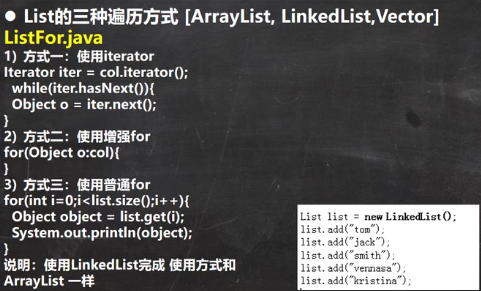 ● List的三种遍历方式 [ArrayList, LinkedList,Vector]
ListFor.java
1) 方式一：使用iterator
Iterator iter = col.iterator();
while(iter.hasNext()){
Object o = iter.next();
}
2) 方式二：使用增强for
for(Object o:col){
}
3) 方式三：使用普通for
for(int i=0;i<list.size();i++){
Object object = list.get(i);
System.out.println(object);
}
说明：使用LinkedList完成 使用方式和
ArrayList 一样
List list = new LinkedList();
list.add("tom");
list.add("jack");
list.add("smith");
list.add("vennasa");
list.add("kristina");